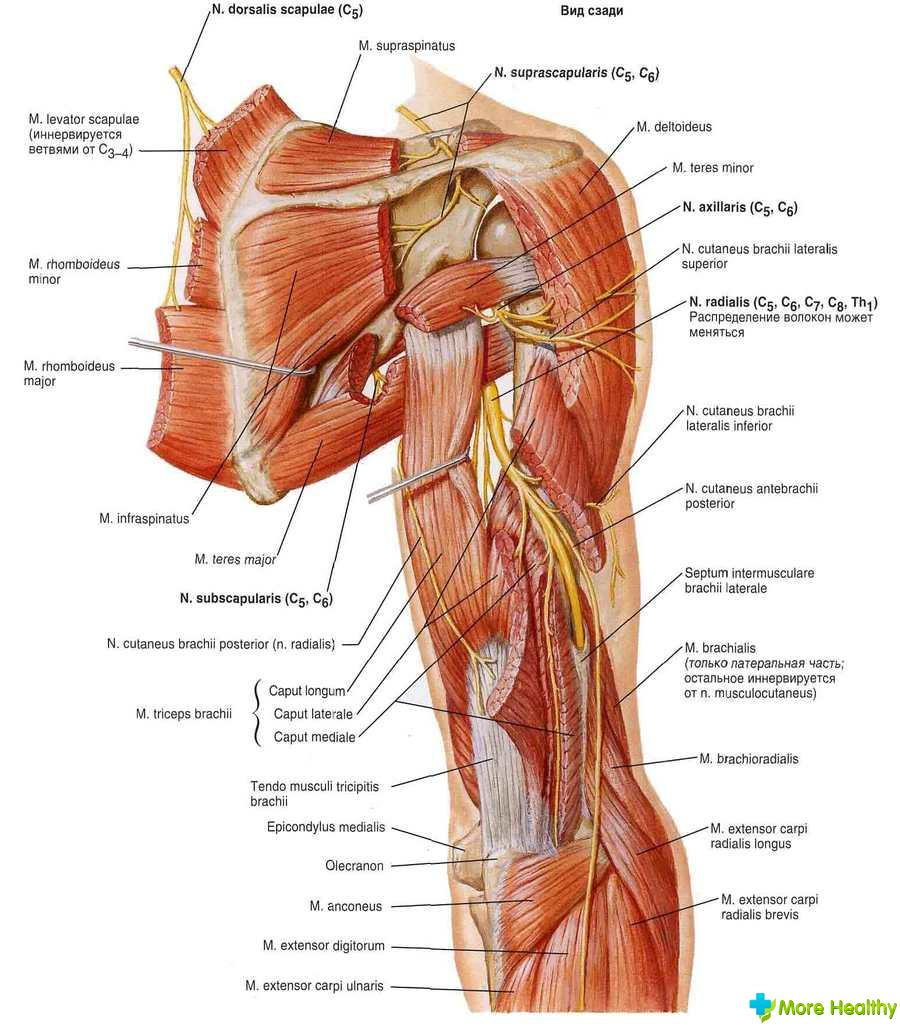 N. dorsalis scapulae (C5)
Вид сзади
M. supraspinatus
N. suprascapularis (C5, C6)
M. levator scapulae
(иннервируется
ветвями от C3–4)
M. deltoideus
M. teres minor
N. axillaris (C5, C6)
N. cutaneus brachii lateralis
superior
M. rhomboideus
minor
N. radialis (C5, C6, C7, C8, Th1)
Распределение волокон может
меняться
M. rhomboideus
major
N. cutaneus brachii
lateralis inferior
N. cutaneus antebrachii
posterior
M. infraspinatus
M. teres major
Septum intermusculare
brachii laterale
N. subscapularis (C5, C6)
N. cutaneus brachii posterior (n. radialis)
M. brachialis
(только латеральная часть;
остальное иннервируется
от n. musculocutaneus)
M. triceps brachii
Caput longum
Caput laterale
Caput mediale
M. brachioradialis
Tendo musculi tricipitis
brachii
Epicondylus medialis
M. extensor carpi
radialis longus
Olecranon
M. anconeus
M. extensor carpi
radialis brevis
M. extensor digitorum
M. extensor carpi ulnaris
More Healthy